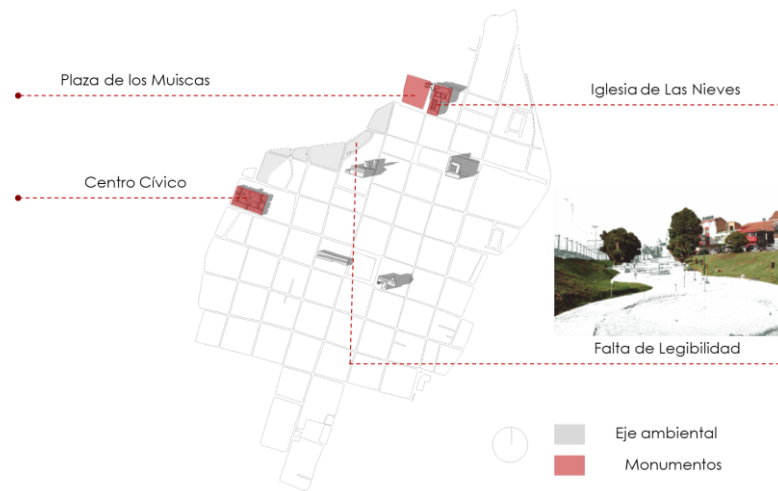 Plaza de los Muiscas
Iglesia de Las Nieves
Centro Cívico
Falta de Legibilidad
Eje ambiental
Monumentos